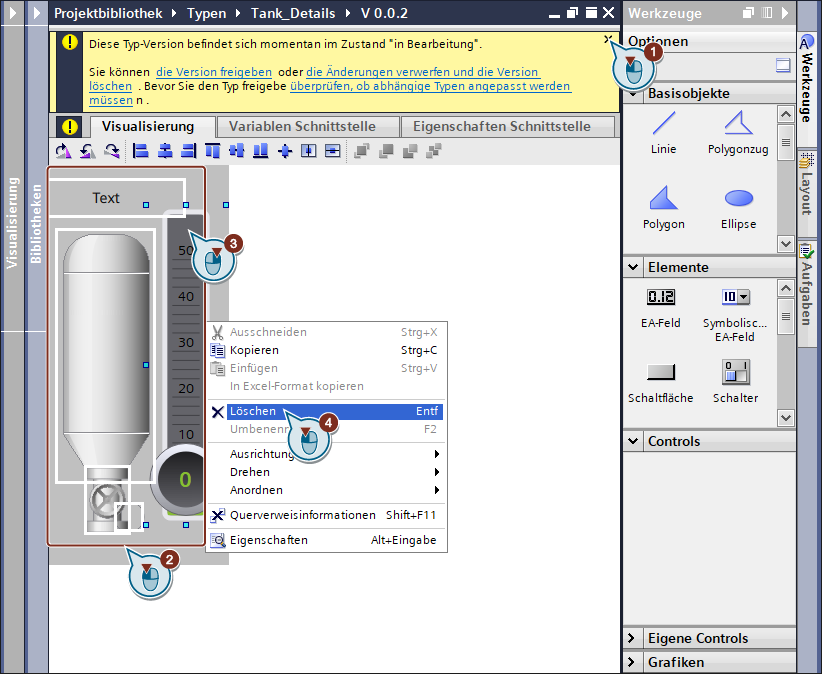 Projektbibliothek Typen Tank_Details V 0.0.2
Diese Typ-Version befindet sich momentan im Zustand "in Bearbeitung".
Sie können die Version freigeben oder die Änderungen verwerfen und die Version
löschen . Bevor Sie den Typ freigebe überprüfen, ob abhängige Typen angepasst werden
müssen n .
1
Visualisierung Variablen Schnittstelle Eigenschaften Schnittstelle
Visualisierung
Bibliotheken
Text
50
40
30
20
10
0
3
2
Ausschneiden Strg+X
Kopieren Strg+C
Einfügen Strg+V
In Excel-Format kopieren
Löschen Entf
Umbenenn F2
4
Ausrichtung
Drehen
Anordnen
Querverweisinformationen Shift+F11
Eigenschaften Alt+Eingabe
Werkzeuge
Optionen
Basisobjekte
Linie Polygonzug
Polygon Ellipse
Elemente
0.12 10
EA-Feld Symbolisc...
EA-Feld
0 1
Schaltfläche Schalter
Controls
Eigene Controls
Grafiken
Werkzeuge
Layout
Aufgaben